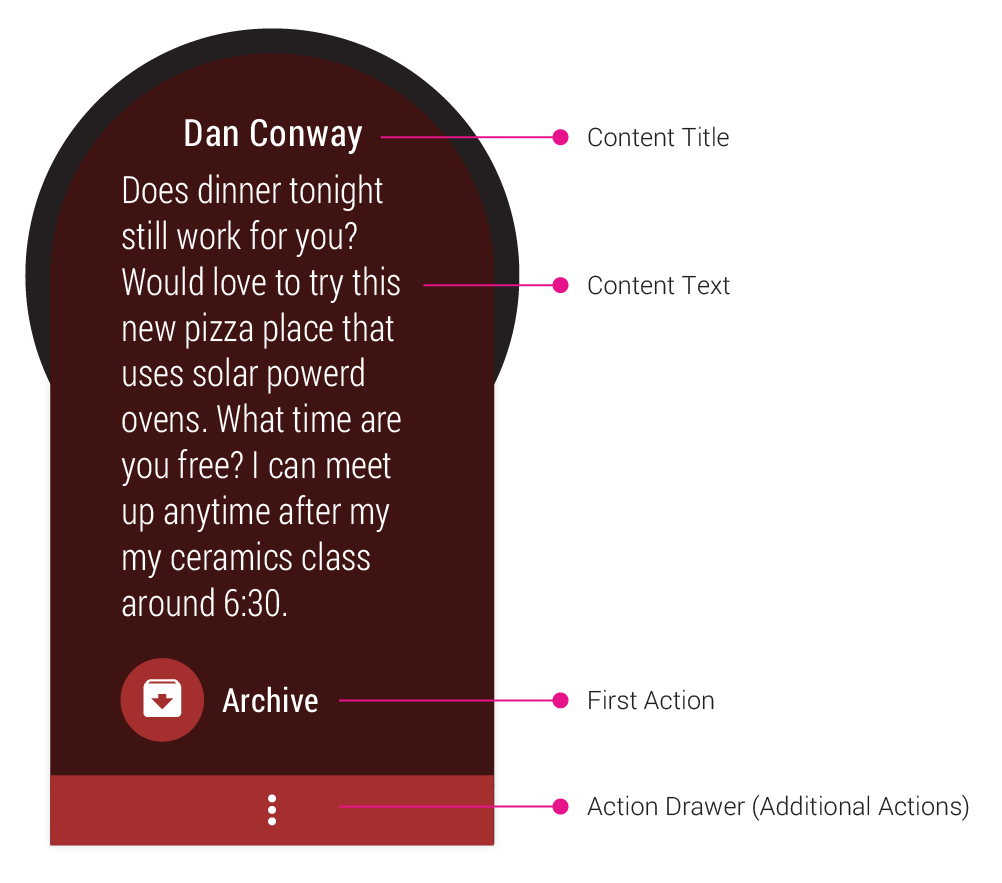 Dan Conway
Content Title
Does dinner tonight
still work for you?
Would love to try this
Content Text
new pizza place that
uses solar powerd
ovens. What time are
you free? I can meet
up anytime after my
my ceramics class
around 6:30.
Archive
First Action
Action Drawer (Additional Actions)